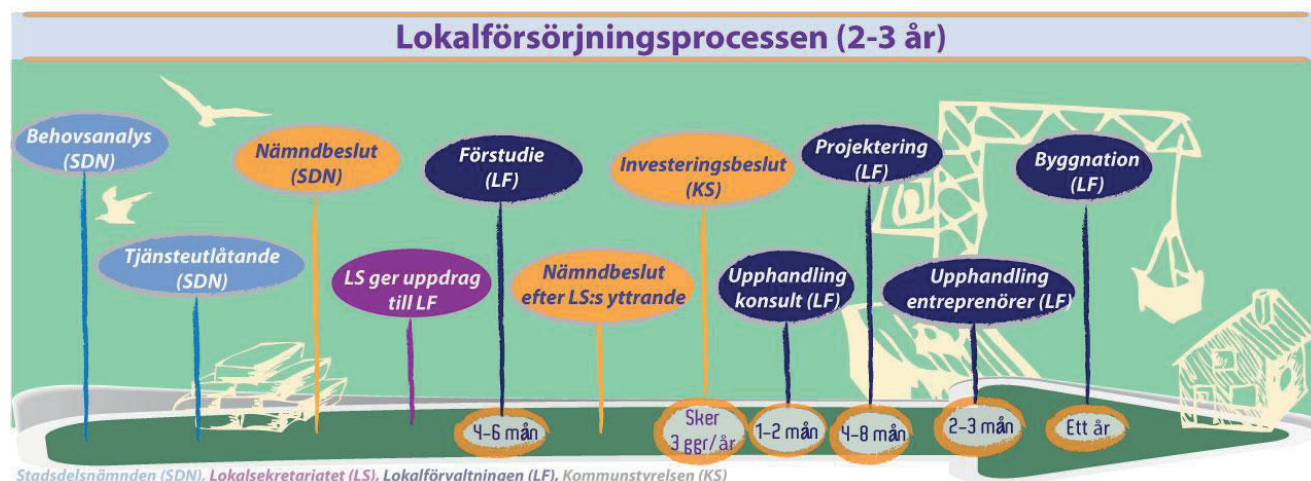 Lokalförsörjningsprocessen (2-3 år)
Behovsanalys
(SDN)
Tjänsteutlåtande
(SDN)
Nämndbeslut
(SDN)
LS ger uppdrag
till LF
Förstudie
(LF)
4-6 mån
Nämndbeslut
efter LS:s yttrande
Investeringsbeslut
(KS)
Sker
3 ggr/år
Upphandling
konsult (LF)
1-2 mån
Projektering
(LF)
4-8 mån
Upphandling
entreprenörer (LF)
2-3 mån
Byggnation
(LF)
Ett år
Stadsdelsnämnden (SDN), Lokalsekretariatet (LS), Lokalförvaltningen (LF), Kommunstyrelsen (KS)